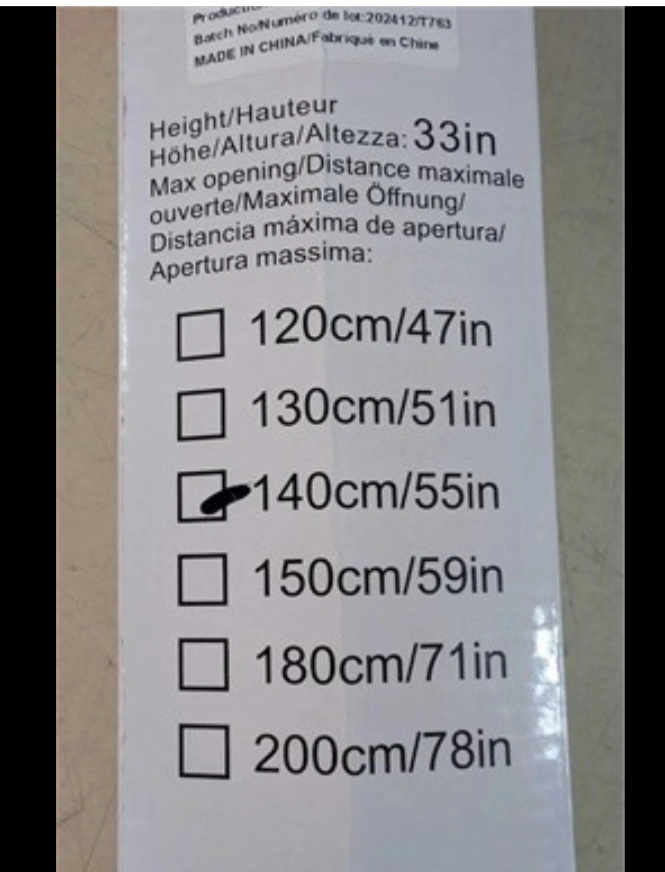 Batch No/Numéro de lot:202412/T763
MADE IN CHINA/Fabriqué en Chine
Height/Hauteur
Höhe/Altura/Altezza: 33in
Max opening/Distance maximale
ouverte/Maximale Öffnung/
Distancia máxima de apertura/
Apertura massima:
120cm/47in
130cm/51in
140cm/55in
150cm/59in
180cm/71in
200cm/78in